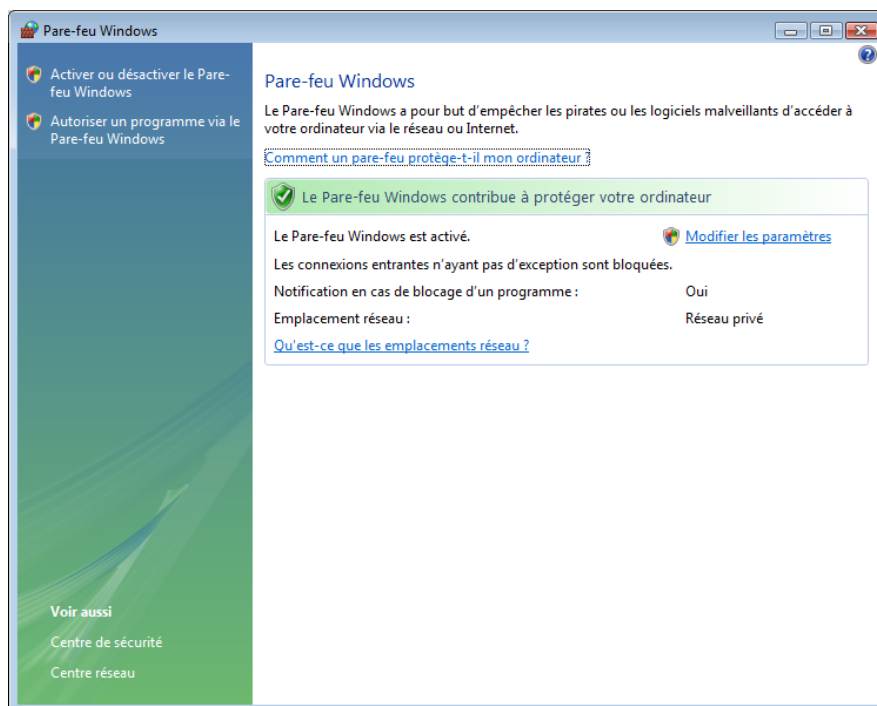 Pare-feu Windows
Activer ou désactiver le Pare-
feu Windows
Autoriser un programme via le
Pare-feu Windows
Voir aussi
Centre de sécurité
Centre réseau
Pare-feu Windows
Le Pare-feu Windows a pour but d'empêcher les pirates ou les logiciels malveillants d'accéder à
votre ordinateur via le réseau ou Internet.
Comment un pare-feu protège-t-il mon ordinateur ?
Le Pare-feu Windows contribue à protéger votre ordinateur
Le Pare-feu Windows est activé. Modifier les paramètres
Les connexions entrantes n'ayant pas d'exception sont bloquées.
Notification en cas de blocage d'un programme : Oui
Emplacement réseau : Réseau privé
Qu'est-ce que les emplacements réseau ?